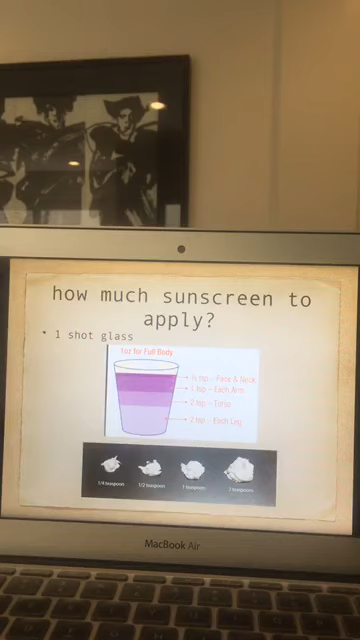 how much sunscreen to
apply?
• 1 shot glass
1oz for Full Body
½ tsp - Face & Neck
1 tsp - Each Arm
2 tsp - Torso
2 tsp - Each Leg
1/4 teaspoon
1/2 teaspoon
1 teaspoon
2 teaspoons
MacBook Air